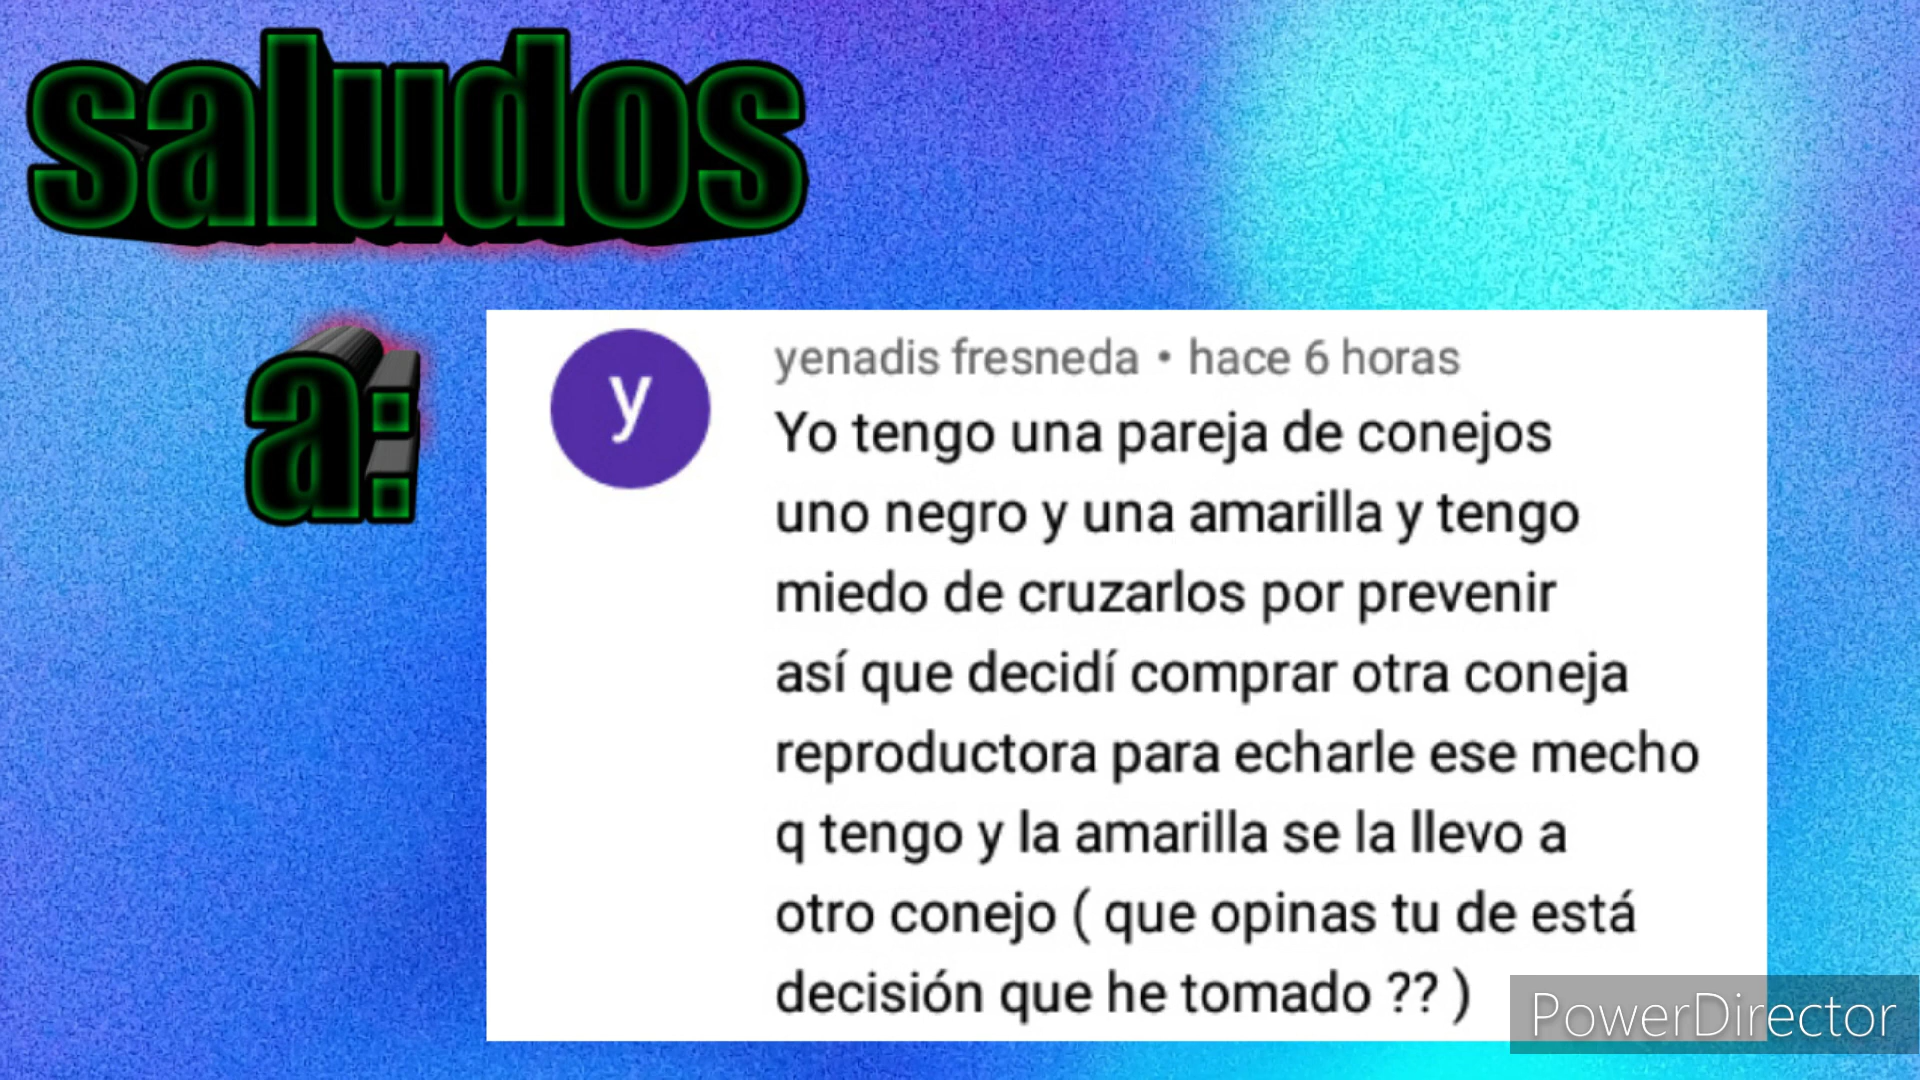 saludos
a:
y
yenadis fresneda • hace 6 horas
Yo tengo una pareja de conejos
uno negro y una amarilla y tengo
miedo de cruzarlos por prevenir
así que decidí comprar otra coneja
reproductora para echarle ese mecho
q tengo y la amarilla se la llevo a
otro conejo ( que opinas tu de está
decisión que he tomado ?? )
PowerDirector